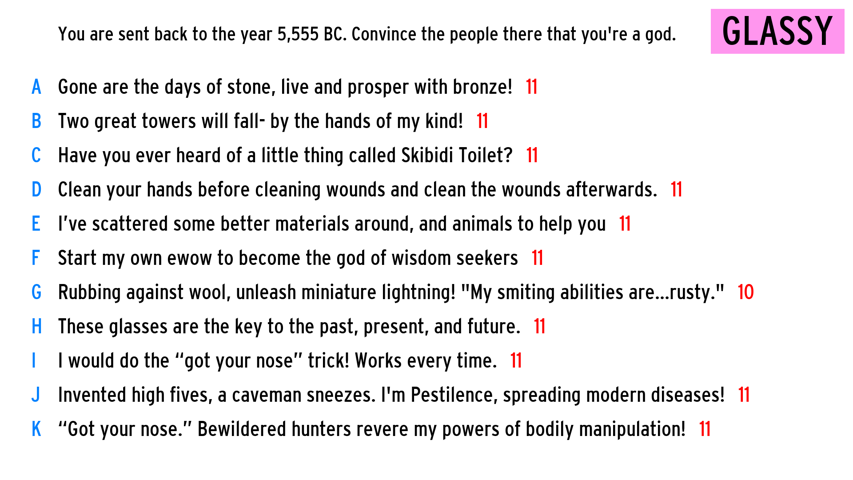 You are sent back to the year 5,555 BC. Convince the people there that you're a god.
GLASSY
A Gone are the days of stone, live and prosper with bronze! 11
B Two great towers will fall- by the hands of my kind! 11
C Have you ever heard of a little thing called Skibidi Toilet? 11
D Clean your hands before cleaning wounds and clean the wounds afterwards. 11
E I’ve scattered some better materials around, and animals to help you 11
F Start my own ewow to become the god of wisdom seekers 11
G Rubbing against wool, unleash miniature lightning! "My smiting abilities are...rusty." 10
H These glasses are the key to the past, present, and future. 11
I I would do the “got your nose” trick! Works every time. 11
J Invented high fives, a caveman sneezes. I'm Pestilence, spreading modern diseases! 11
K “Got your nose.” Bewildered hunters revere my powers of bodily manipulation! 11